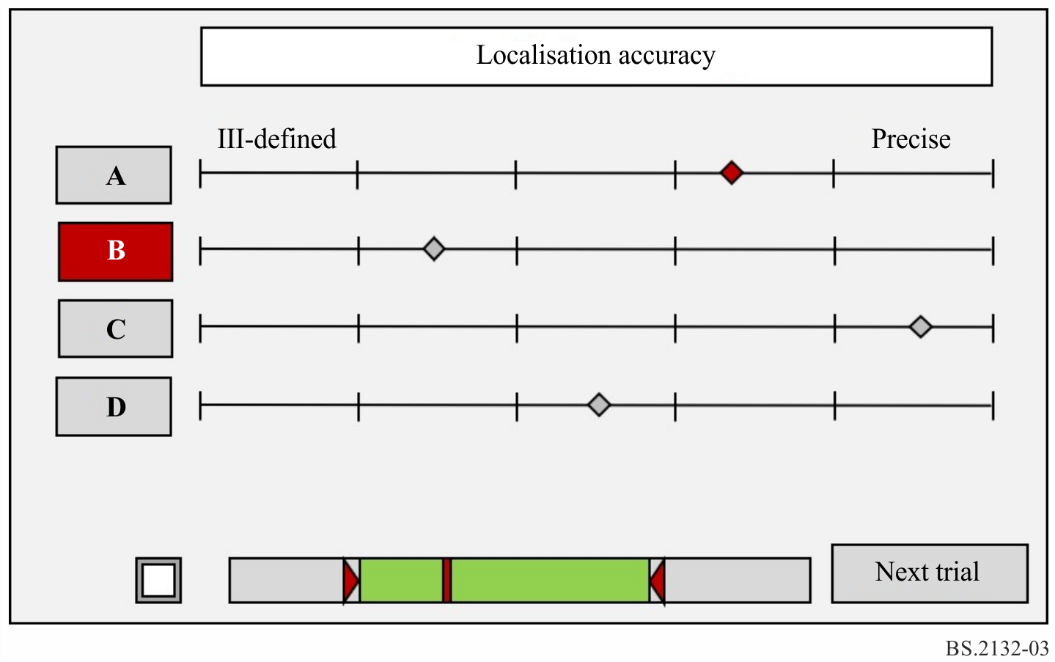 Localisation accuracy
III-defined Precise
A
B
C
D
Next trial
BS.2132-03